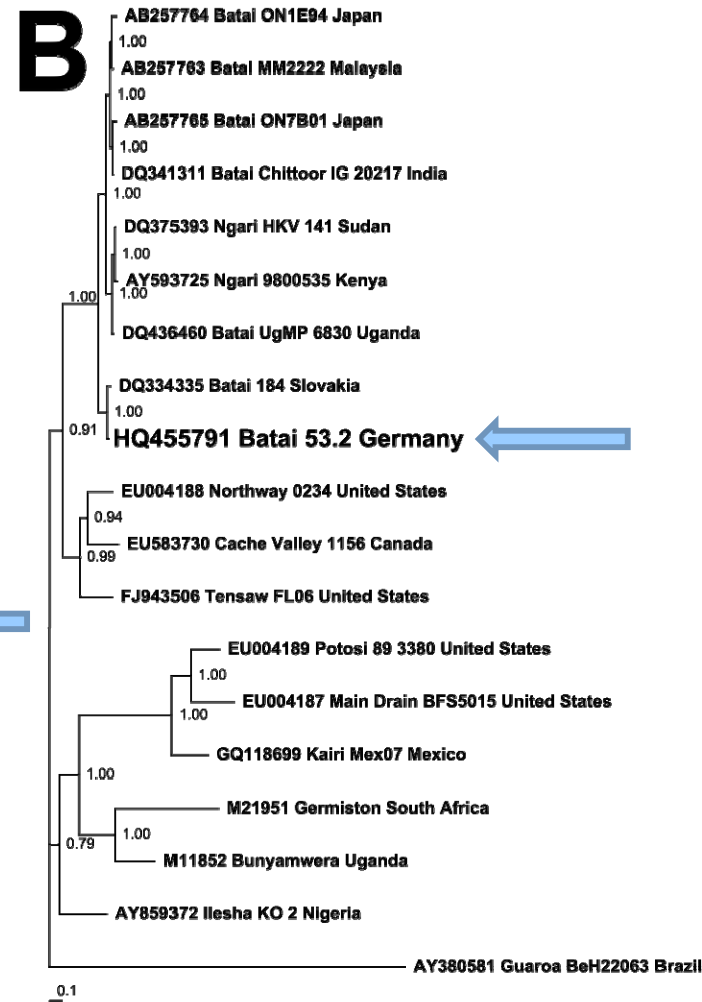 B
AB257764 Batai ON1E94 Japan
1.00
AB257763 Batai MM2222 Malaysia
1.00
AB257765 Batai ON7B01 Japan
1.00
DQ341311 Batai Chittoor IG 20217 India
1.00
DQ375393 Ngari HKV 141 Sudan
1.00
AY593725 Ngari 9800535 Kenya
1.00
1.00
DQ436460 Batai UgMP 6830 Uganda
DQ334335 Batai 184 Slovakia
1.00
0.91
HQ455791 Batai 53.2 Germany
EU004188 Northway 0234 United States
0.94
EU583730 Cache Valley 1156 Canada
0.99
FJ943506 Tensaw FL06 United States
EU004189 Potosi 89 3380 United States
1.00
EU004187 Main Drain BFS5015 United States
1.00
GQ118699 Kairi Mex07 Mexico
1.00
M21951 Germiston South Africa
1.00
0.79
M11852 Bunyamwera Uganda
AY859372 Ilesha KO 2 Nigeria
AY380581 Guaroa BeH22063 Brazil
0.1